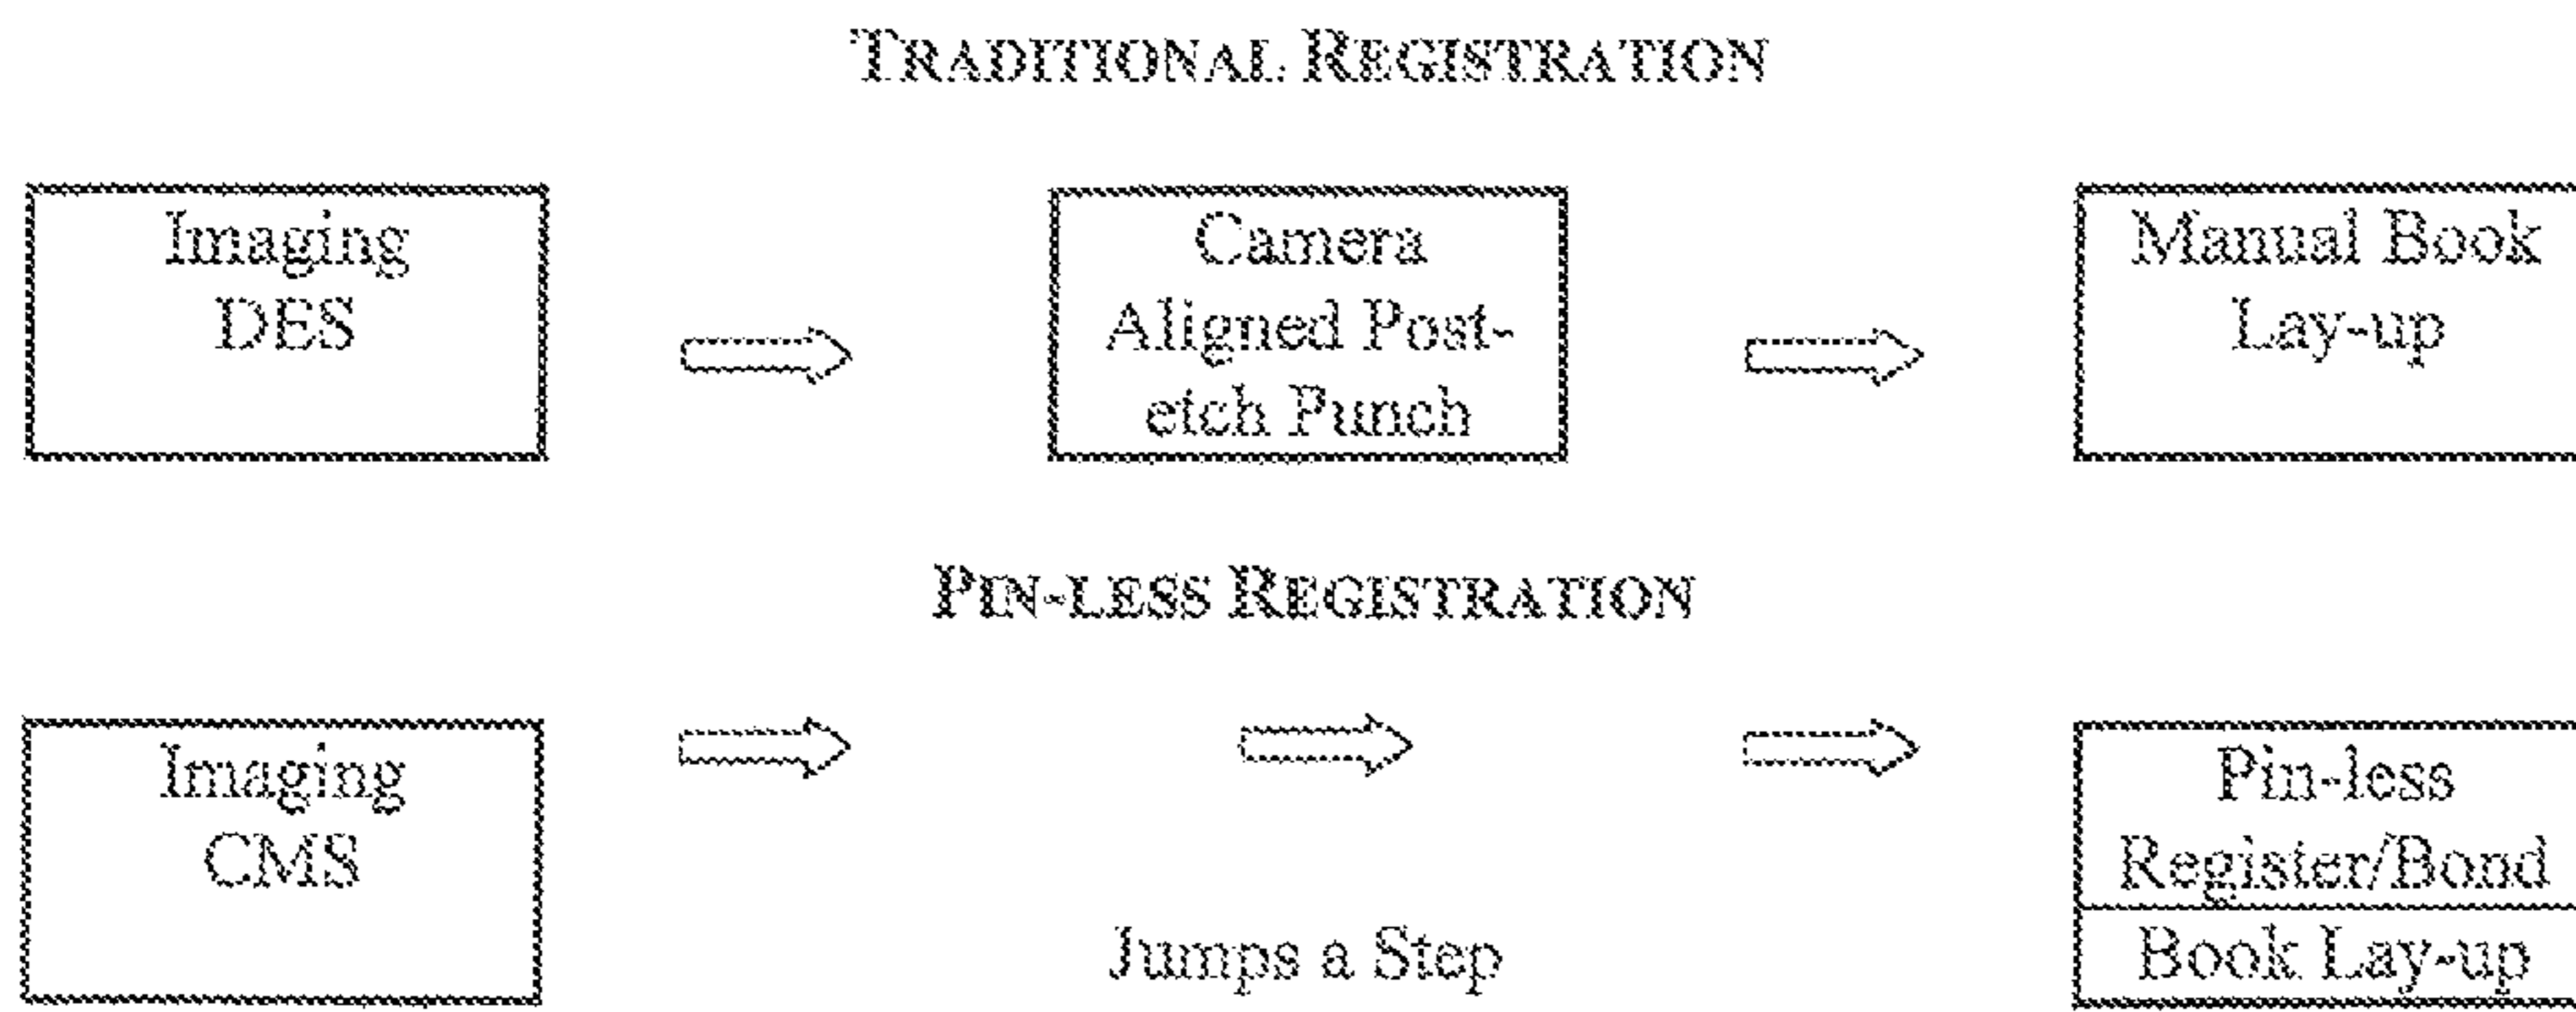 TRADITIONAL REGISTRATION
Imaging
DES
Camera
Aligned Post-
etch Punch
Manual Book
Lay-up
PIN-LESS REGISTRATION
Imaging
CMS
Jumps a Step
Pin-less
Register/Bond
Book Lay-up